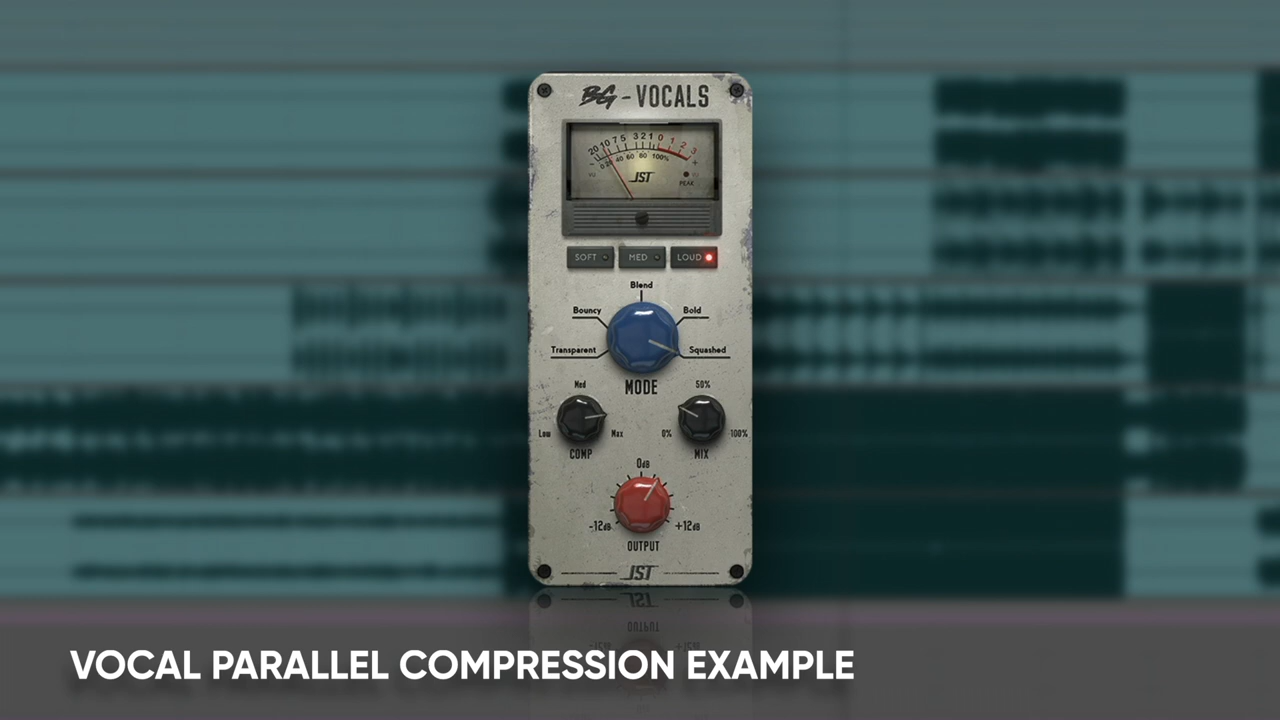 BG-VOCALS
20 10 7 5 3 2 1 0 1 2 3
- 0 20 40 60 80 100% +
VU JST VU
PEAK
SOFT MED LOUD
Blend
Bouncy Bold
Transparent Squashed
MODE
Med 50%
Low Max 0% 100%
COMP MIX
0dB
-12dB +12dB
OUTPUT
JST
VOCAL PARALLEL COMPRESSION EXAMPLE